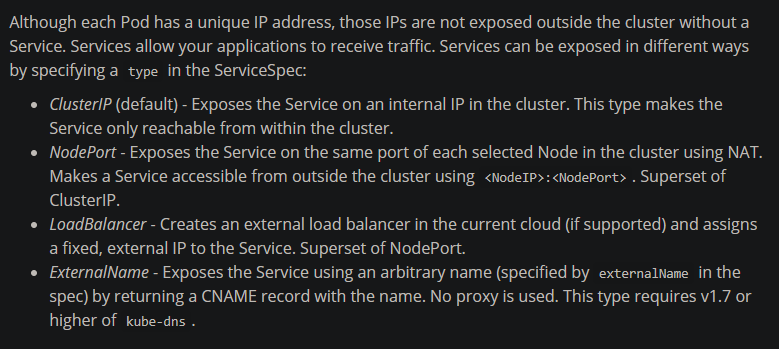 Although each Pod has a unique IP address, those IPs are not exposed outside the cluster without a
Service. Services allow your applications to receive traffic. Services can be exposed in different ways
by specifying a type in the ServiceSpec:
• ClusterIP (default) - Exposes the Service on an internal IP in the cluster. This type makes the
Service only reachable from within the cluster.
• NodePort - Exposes the Service on the same port of each selected Node in the cluster using NAT.
Makes a Service accessible from outside the cluster using <NodeIP>:<NodePort> . Superset of
ClusterIP.
• LoadBalancer - Creates an external load balancer in the current cloud (if supported) and assigns
a fixed, external IP to the Service. Superset of NodePort.
• ExternalName - Exposes the Service using an arbitrary name (specified by externalName in the
spec) by returning a CNAME record with the name. No proxy is used. This type requires v1.7 or
higher of kube-dns .